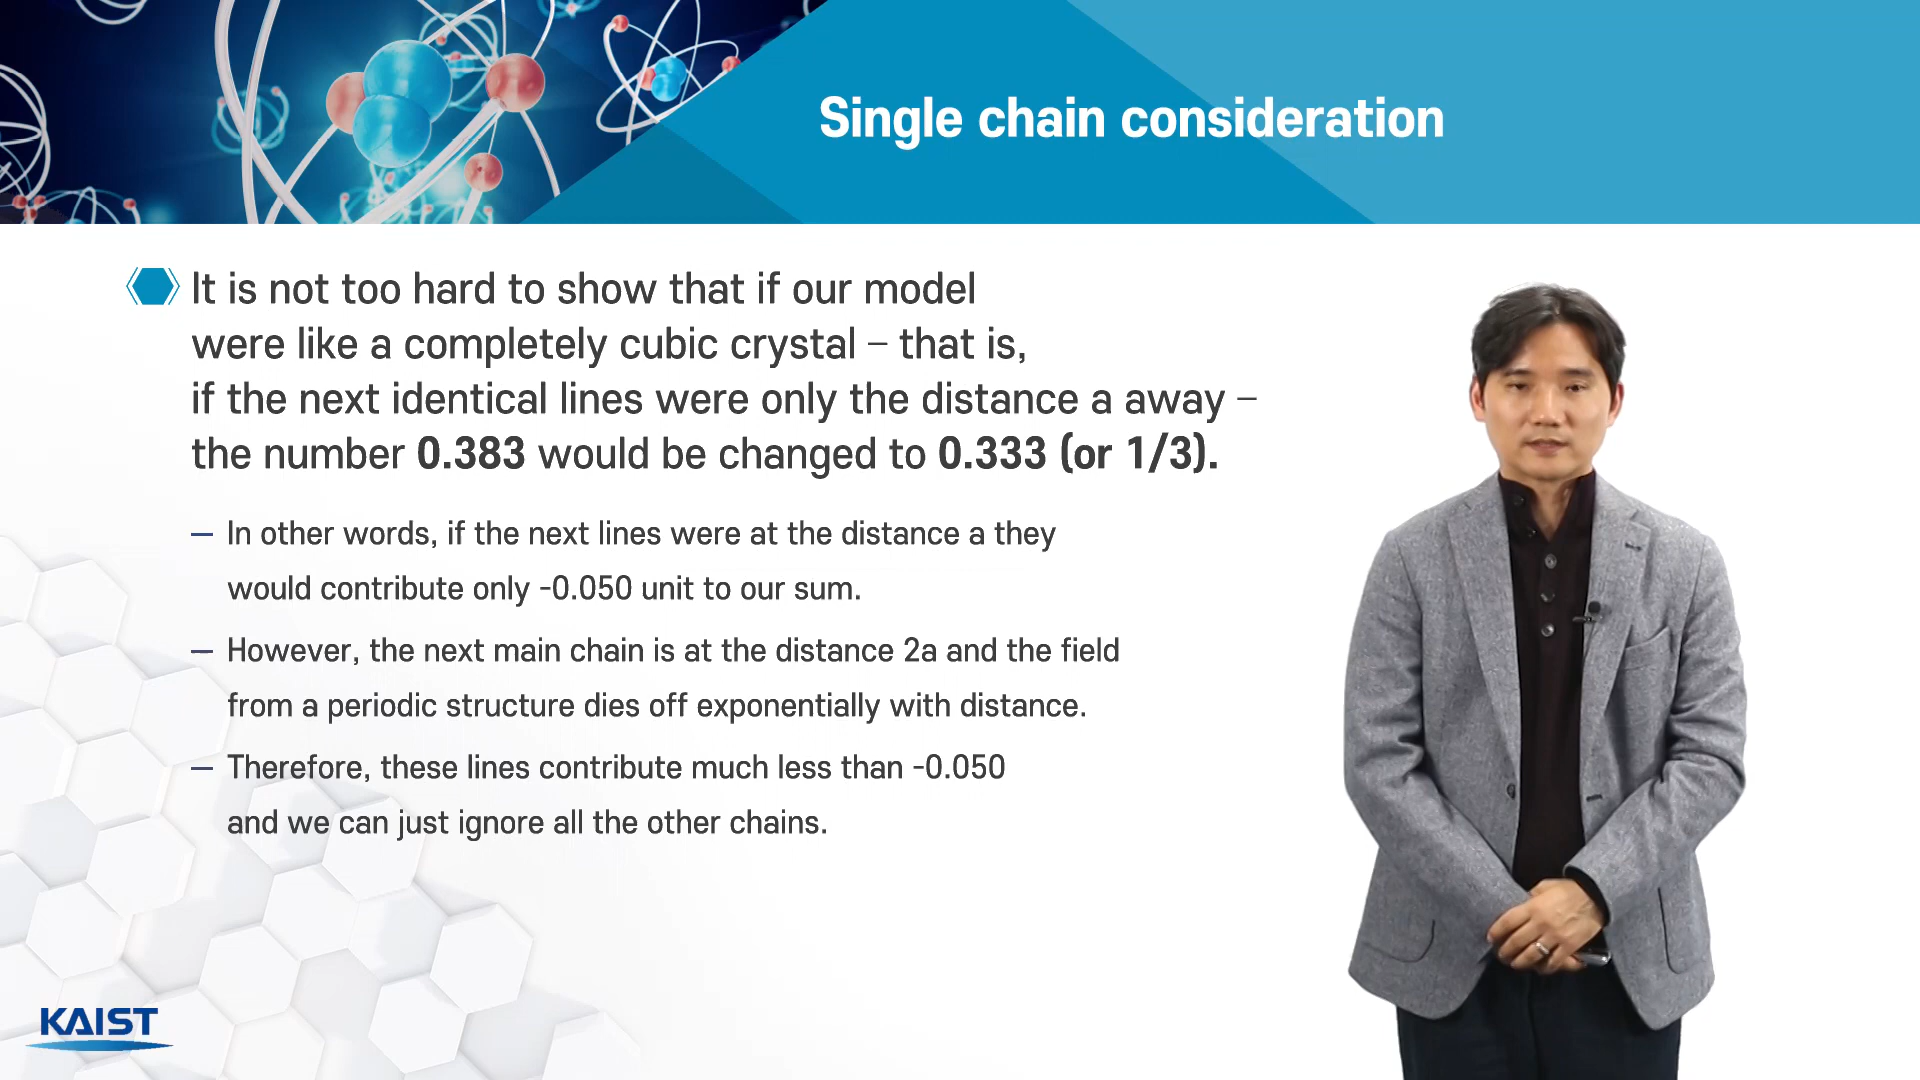 Single chain consideration
It is not too hard to show that if our model
were like a completely cubic crystal – that is,
if the next identical lines were only the distance a away –
the number 0.383 would be changed to 0.333 (or 1/3).
– In other words, if the next lines were at the distance a they
would contribute only -0.050 unit to our sum.
– However, the next main chain is at the distance 2a and the field
from a periodic structure dies off exponentially with distance.
– Therefore, these lines contribute much less than -0.050
and we can just ignore all the other chains.
KAIST